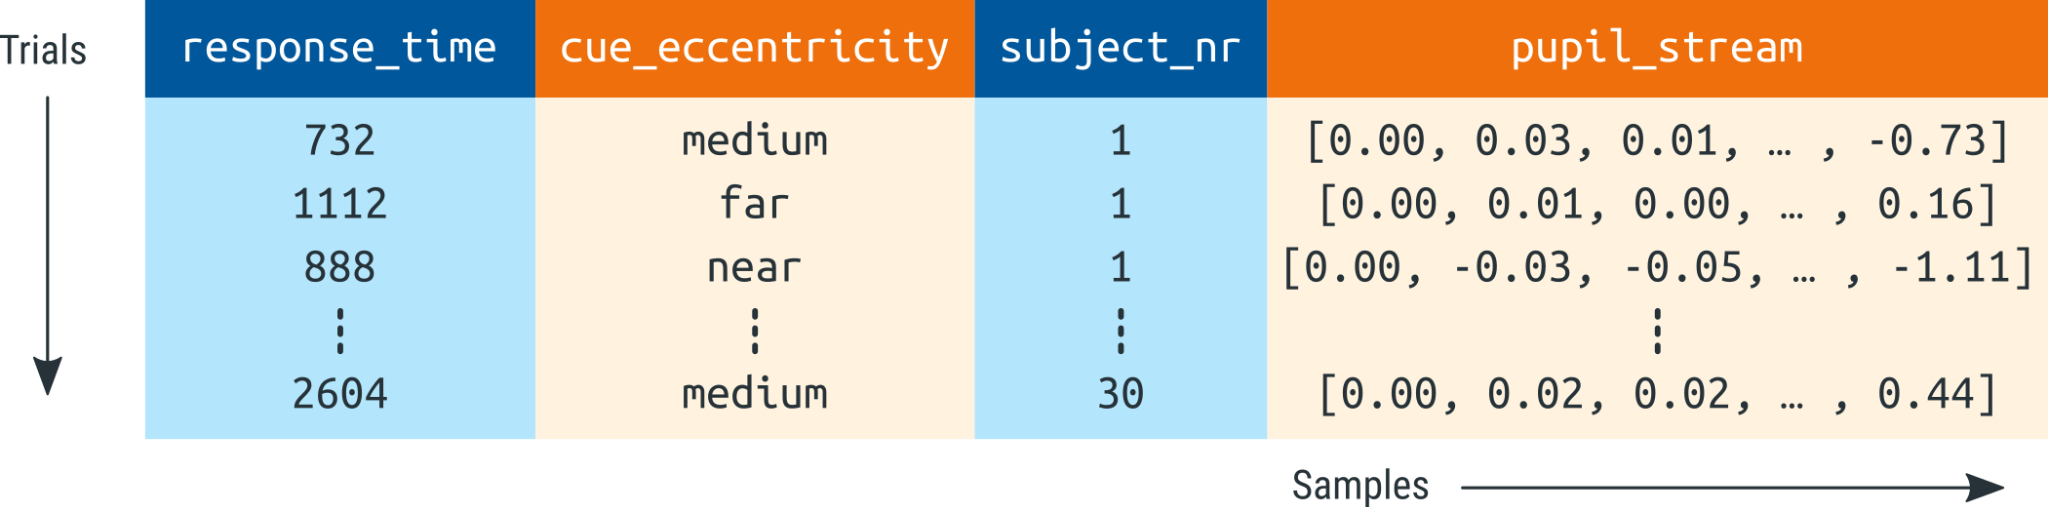 Trials
response_time cue_eccentricity subject_nr pupil_stream
732 medium 1 [0.00, 0.03, 0.01, … , -0.73]
1112 far 1 [0.00, 0.01, 0.00, … , 0.16]
888 near 1 [0.00, -0.03, -0.05, … , -1.11]
2604 medium 30 [0.00, 0.02, 0.02, … , 0.44]
Samples